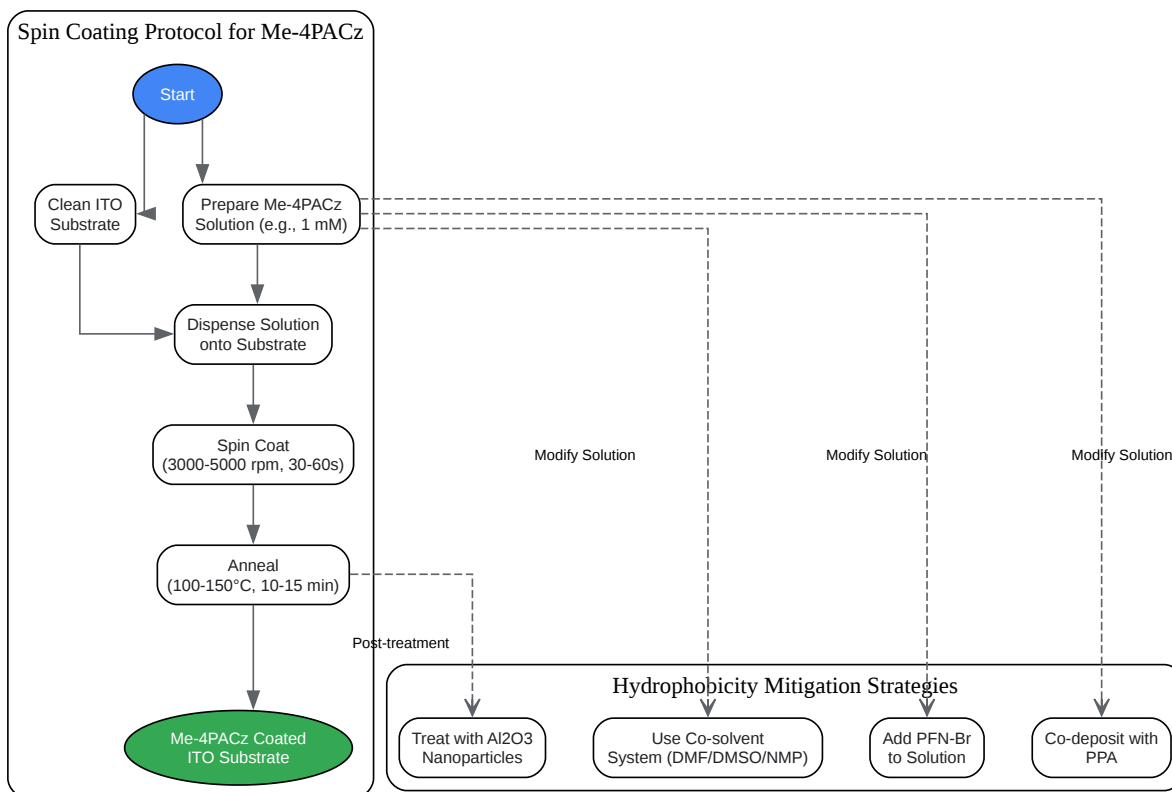 Spin Coating Protocol for Me-4PACz
Start
Clean ITO
Substrate
Prepare Me-4PACz
Solution (e.g., 1 mM)
Dispense Solution
onto Substrate
Spin Coat
(3000-5000 rpm, 30-60s)
Modify Solution
Modify Solution
Modify Solution
Anneal
(100-150°C, 10-15 min)
Post-treatment
Hydrophobicity Mitigation Strategies
Me-4PACz Coated
ITO Substrate
Treat with Al2O3
Nanoparticles
Use Co-solvent
System (DMF/DMSO/NMP)
Add PFN-Br
to Solution
Co-deposit with
PPA